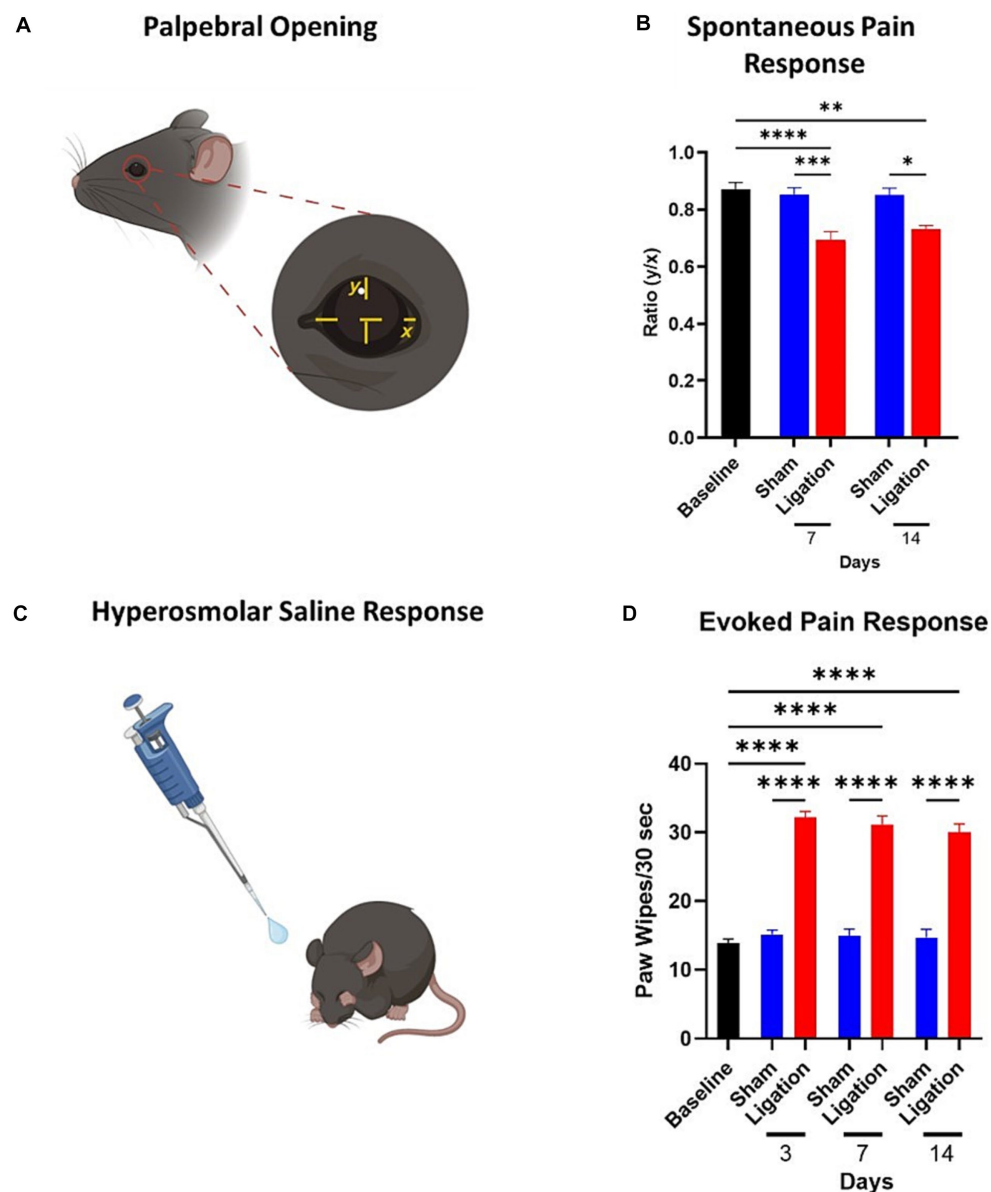 A
Palpebral Opening
y
x
B
Spontaneous Pain
Response
**
****
***
*
1.0
0.8
0.6
0.4
0.2
0.0
Ratio (y/x)
Baseline
Sham
Ligation
Sham
Ligation
7
14
Days
C
Hyperosmolar Saline Response
D
Evoked Pain Response
****
****
****
****
****
****
40
30
20
10
0
Paw Wipes/30 sec
Baseline
Sham
Ligation
Sham
Ligation
Sham
Ligation
3
7
14
Days